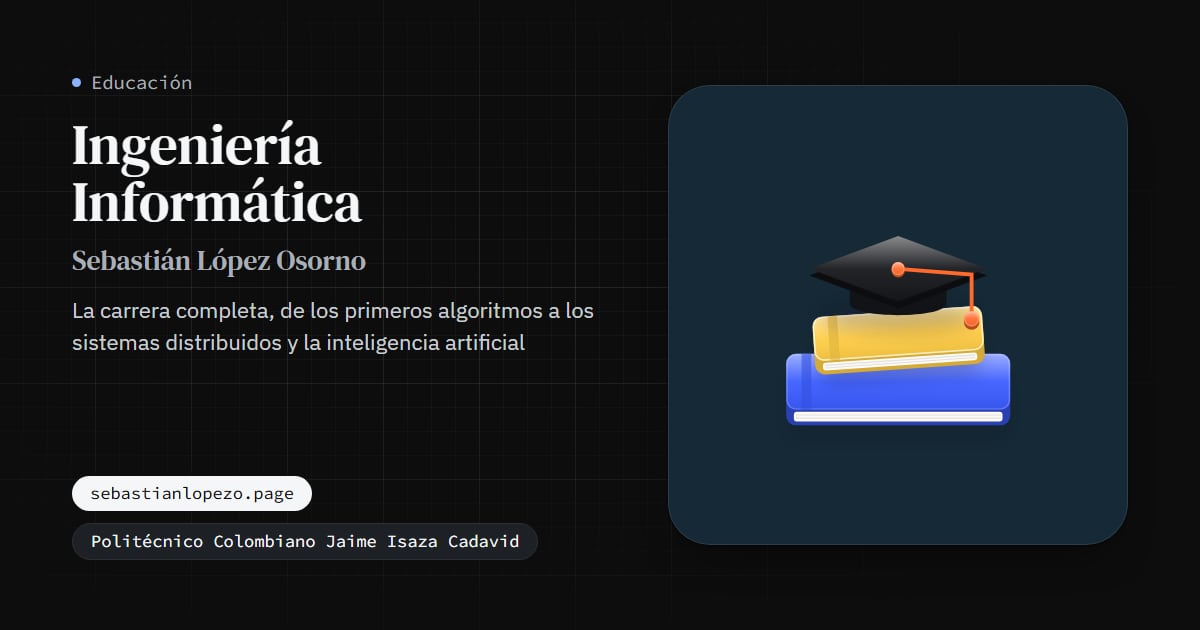 Educación
Ingeniería
Informática
Sebastián López Osorno
La carrera completa, de los primeros algoritmos a los
sistemas distribuidos y la inteligencia artificial
sebastianlopezo.page
Politécnico Colombiano Jaime Isaza Cadavid